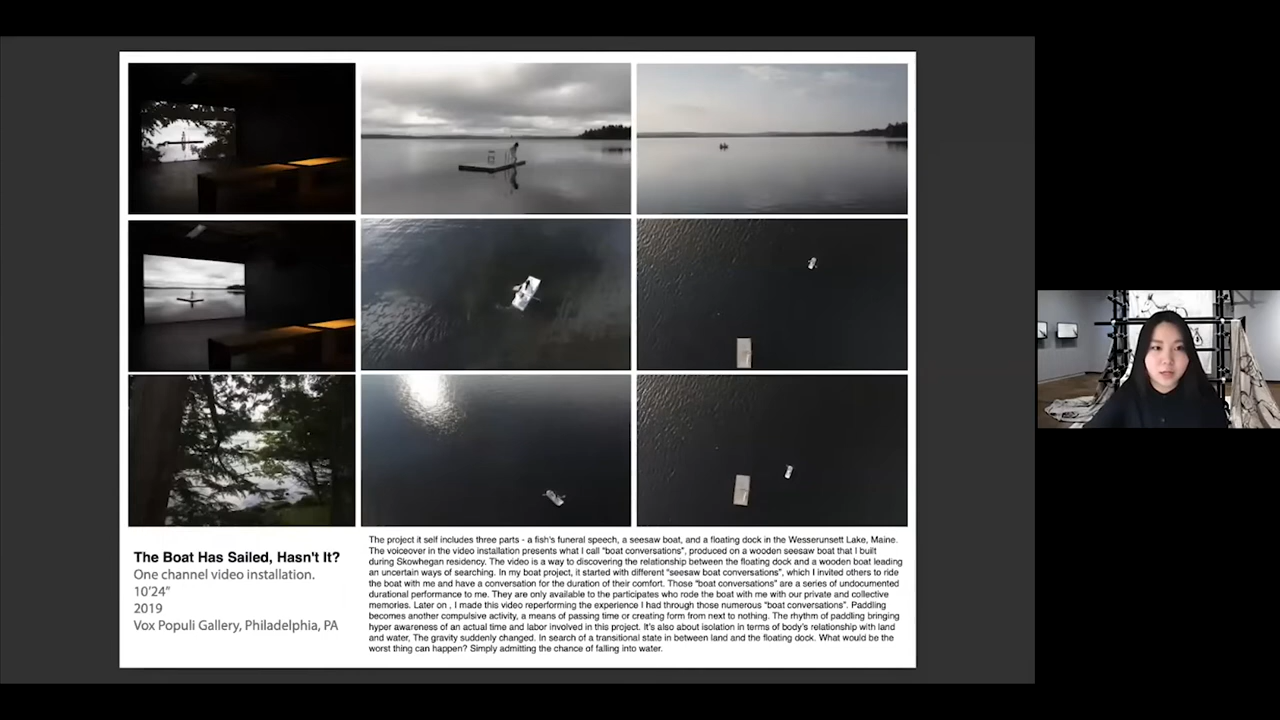 The Boat Has Sailed, Hasn't It?
One channel video installation.
10'24"
2019
Vox Populi Gallery, Philadelphia, PA
The project it self includes three parts - a fish's funeral speech, a seesaw boat, and a floating dock in the Wesserunsett Lake, Maine.
The voiceover in the video installation presents what I call "boat conversations", produced on a wooden seesaw boat that I built
during Skowhegan residency. The video is a way to discovering the relationship between the floating dock and a wooden boat leading
an uncertain ways of searching. In my boat project, it started with different "seesaw boat conversations", which I invited others to ride
the boat with me and have a conversation for the duration of their comfort. Those "boat conversations" are a series of undocumented
durational performance to me. They are only available to the participates who rode the boat with me with our private and collective
memories. Later on , I made this video reperforming the experience I had through those numerous "boat conversations". Paddling
becomes another compulsive activity, a means of passing time or creating form from next to nothing. The rhythm of paddling bringing
hyper awareness of an actual time and labor involved in this project. It's also about isolation in terms of body's relationship with land
and water, The gravity suddenly changed. In search of a transitional state in between land and the floating dock. What would be the
worst thing can happen? Simply admitting the chance of falling into water.